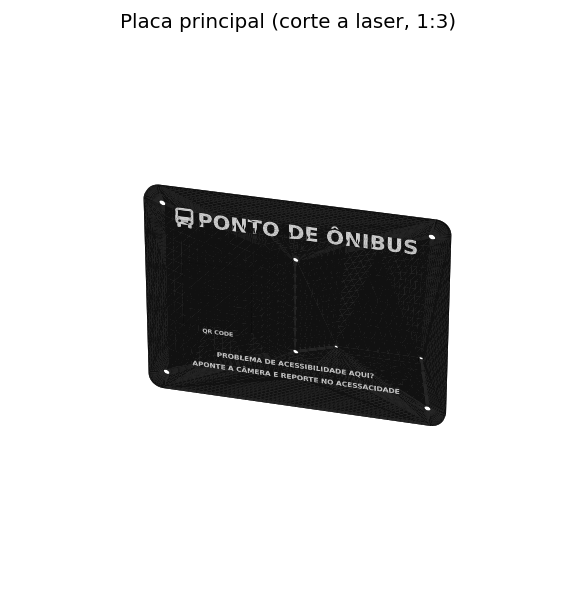 Placa principal (corte a laser, 1:3)
PONTO DE ÔNIBUS
QR CODE
PROBLEMA DE ACESSIBILIDADE AQUI?
APONTE A CÂMERA E REPORTE NO ACESSACIDADE